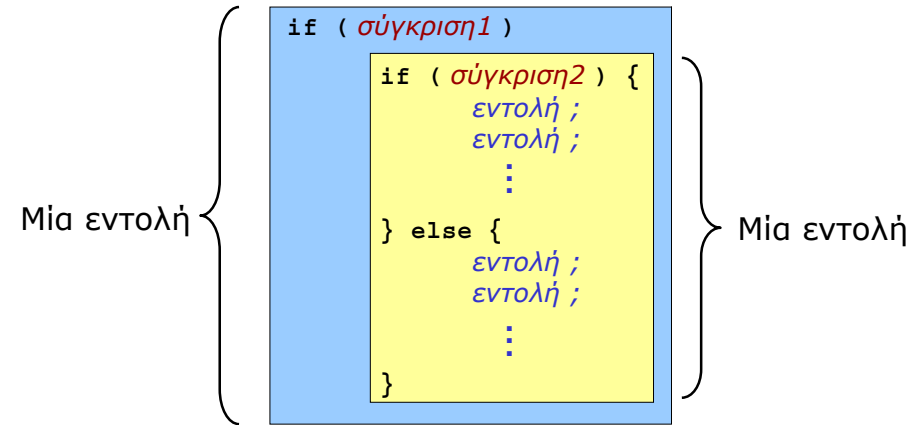 if ( σύγκριση1 )
if ( σύγκριση2 ) {
εντολή ;
εντολή ;
⋮
Μία εντολή
} else {
Μία εντολή
εντολή ;
εντολή ;
⋮
}